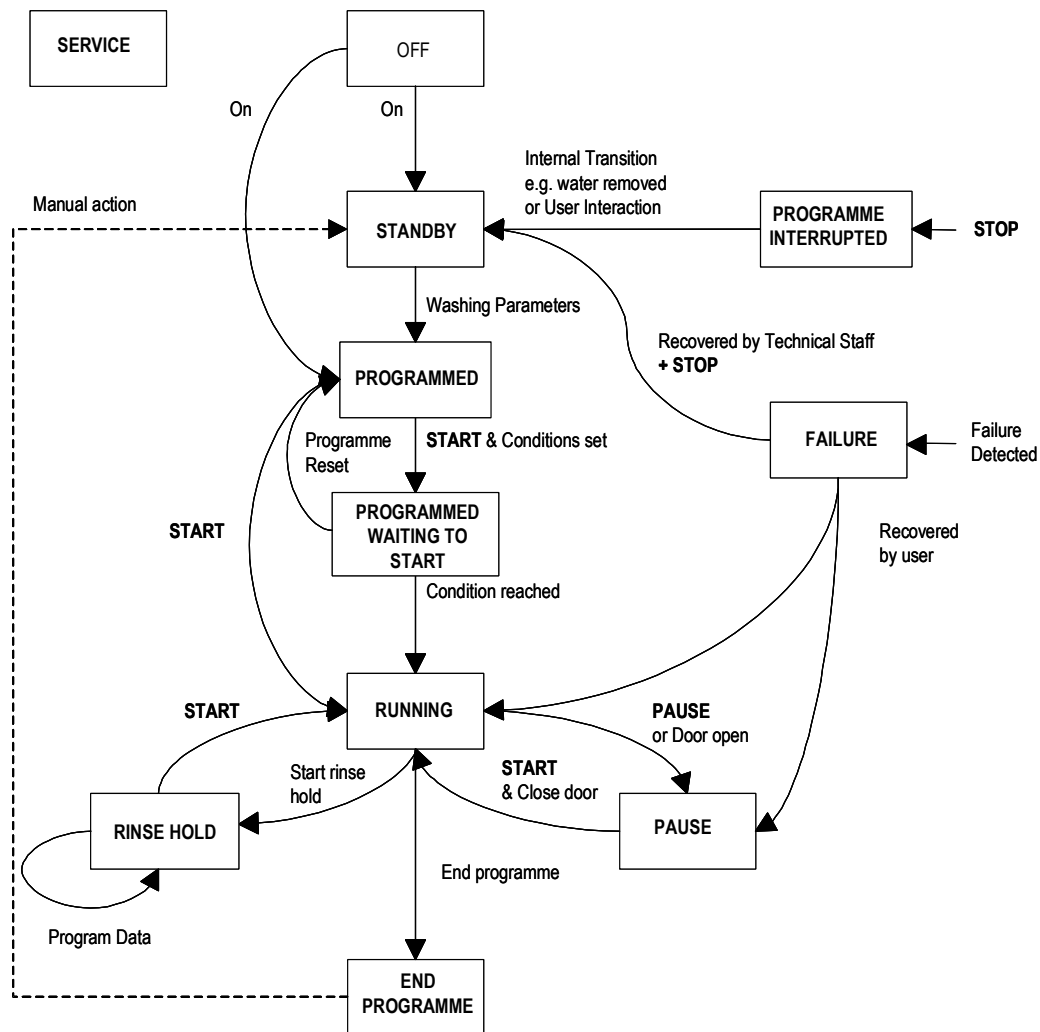 SERVICE
OFF
On
On
Internal Transition
e.g. water removed
or User Interaction
Manual action
STANDBY
PROGRAMME
INTERRUPTED
STOP
Washing Parameters
Recovered by Technical Staff
+ STOP
PROGRAMMED
Programme
Reset
START & Conditions set
FAILURE
Failure
Detected
START
PROGRAMMED
WAITING TO
START
Recovered
by user
Condition reached
START
RUNNING
PAUSE
or Door open
Start rinse
hold
START
& Close door
RINSE HOLD
PAUSE
End programme
Program Data
END
PROGRAMME